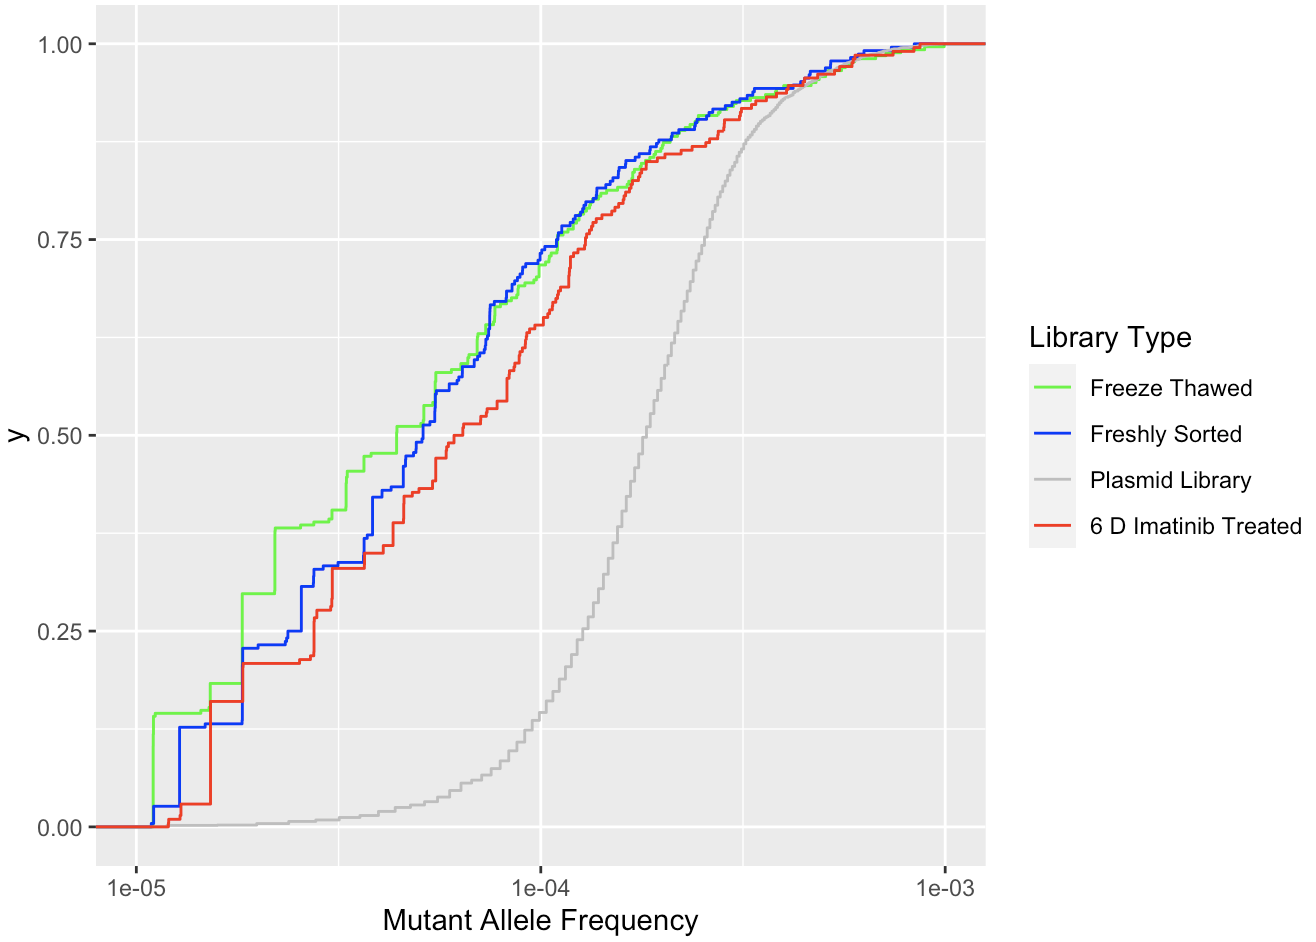 1.00
0.75
0.50
0.25
0.00
y
1e-05
1e-04
1e-03
Mutant Allele Frequency
Library Type
Freeze Thawed
Freshly Sorted
Plasmid Library
6 D Imatinib Treated